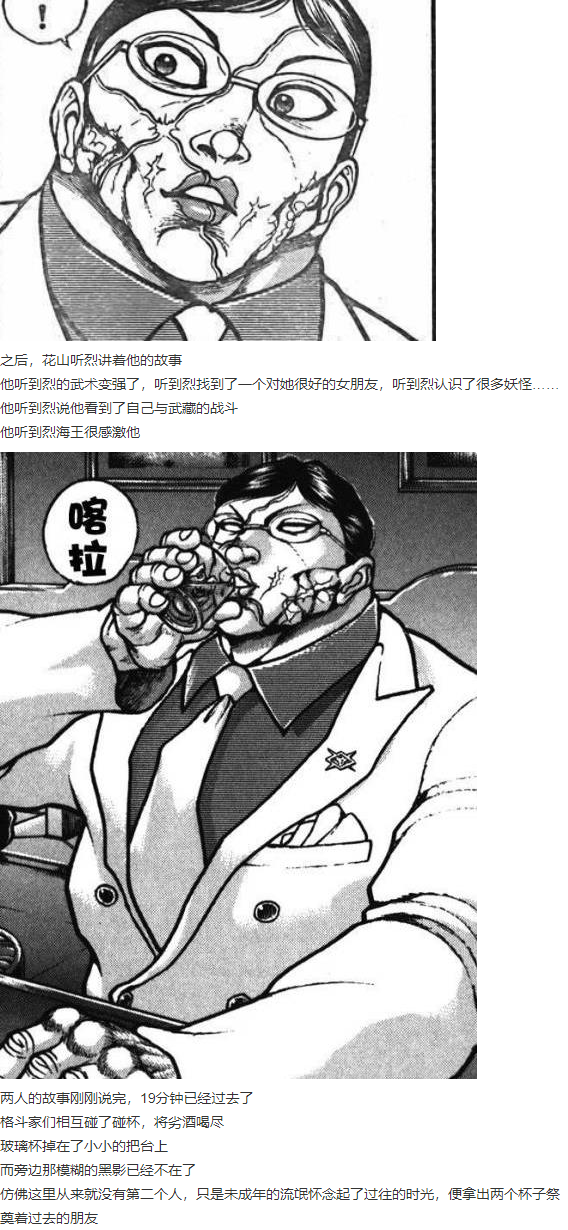 !
之后，花山听烈讲着他的故事
他听到烈的武术变强了，听到烈找到了一个对她很好的女朋友，听到烈认识了很多妖怪……
他听到烈说他看到了自己与武藏的战斗
他听到烈海王很感激他
喀
拉
两人的故事刚刚说完，19分钟已经过去了
格斗家们相互碰了碰杯，将劣酒喝尽
玻璃杯掉在了小小的把台上
而旁边那模糊的黑影已经不在了
仿佛这里从来就没有第二个人，只是未成年的流氓怀念起了过往的时光，便拿出两个杯子祭
奠着过去的朋友